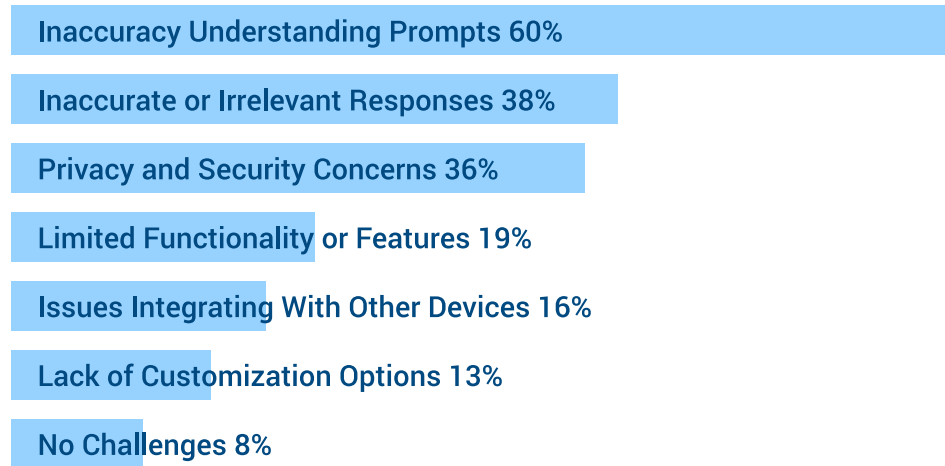 Inaccuracy Understanding Prompts 60%
Inaccurate or Irrelevant Responses 38%
Privacy and Security Concerns 36%
Limited Functionality or Features 19%
Issues Integrating With Other Devices 16%
Lack of Customization Options 13%
No Challenges 8%